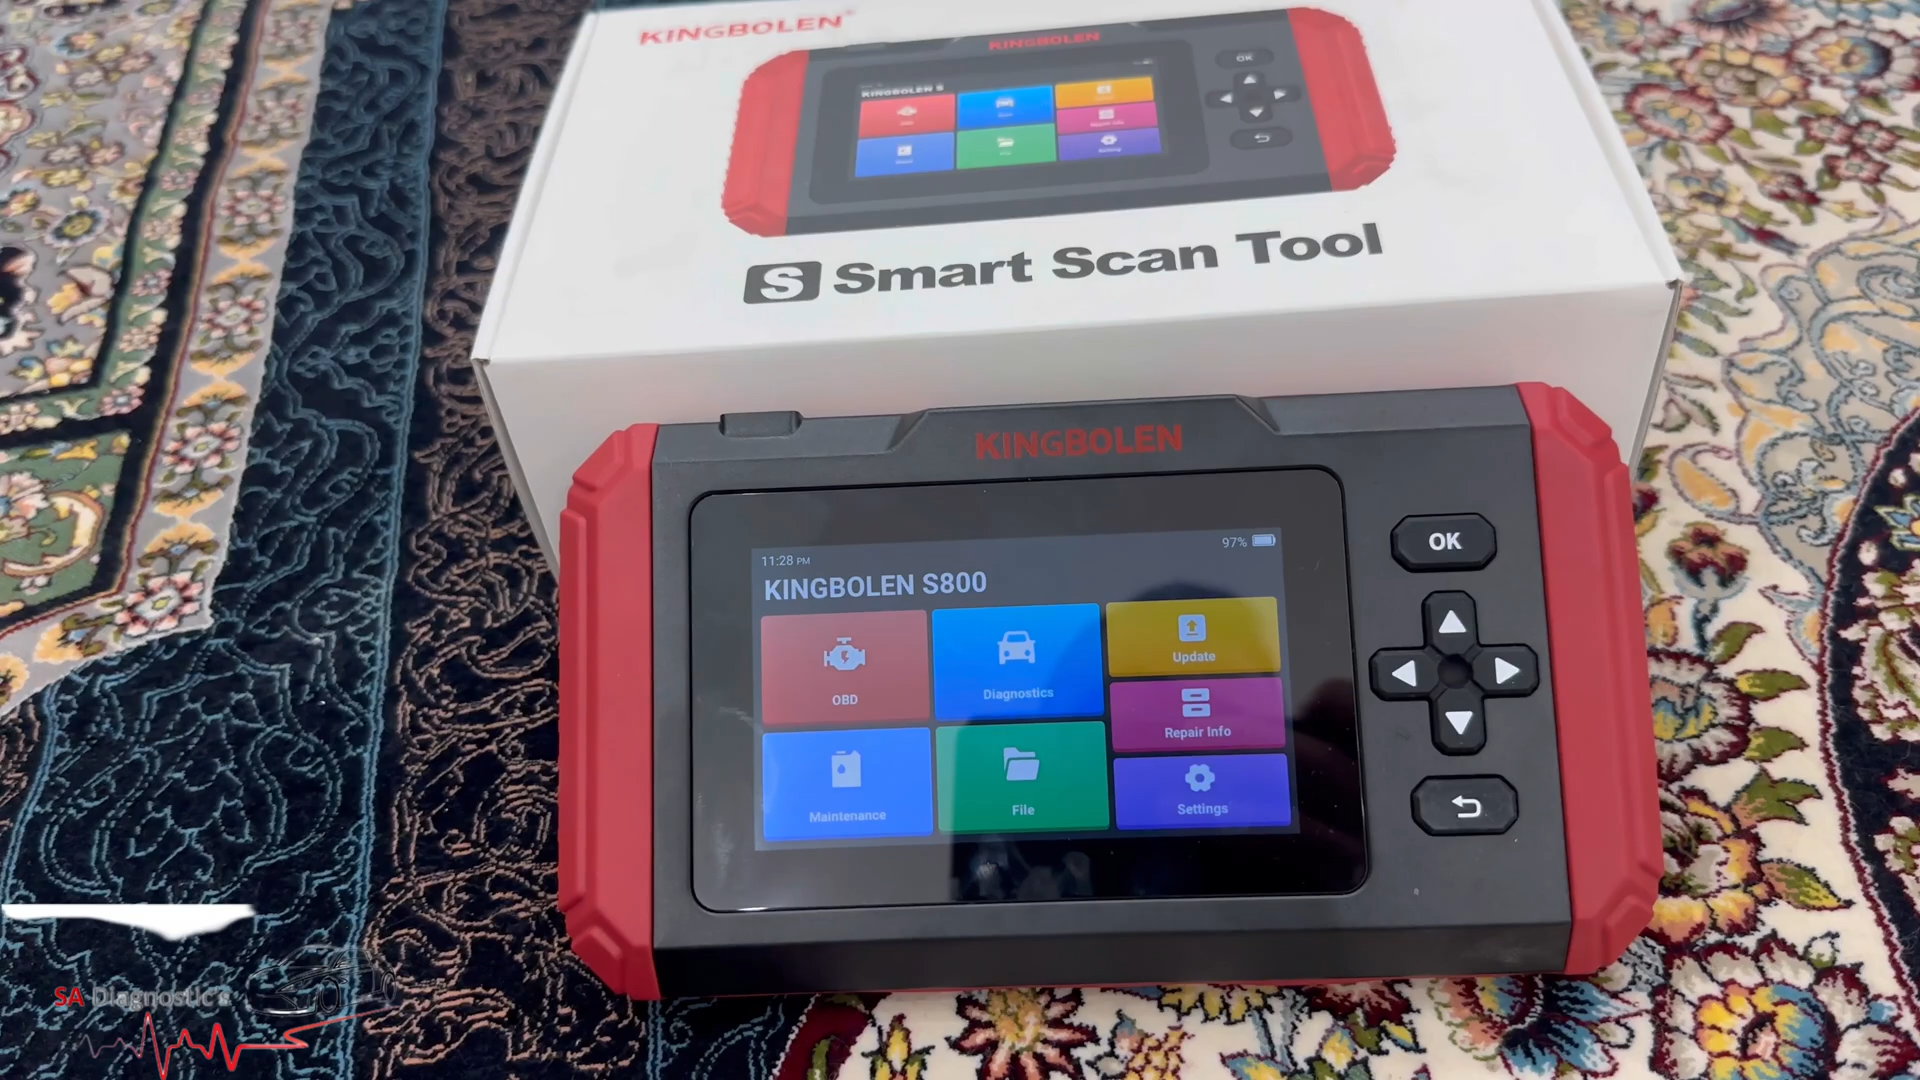 KINGBOLEN
KINGBOLEN
OK
KINGBOLEN S
S Smart Scan Tool
KINGBOLEN
11:28 PM
97%
KINGBOLEN S800
OBD
Diagnostics
Update
Repair Info
Maintenance
File
Settings
OK
SA Diagnostic's